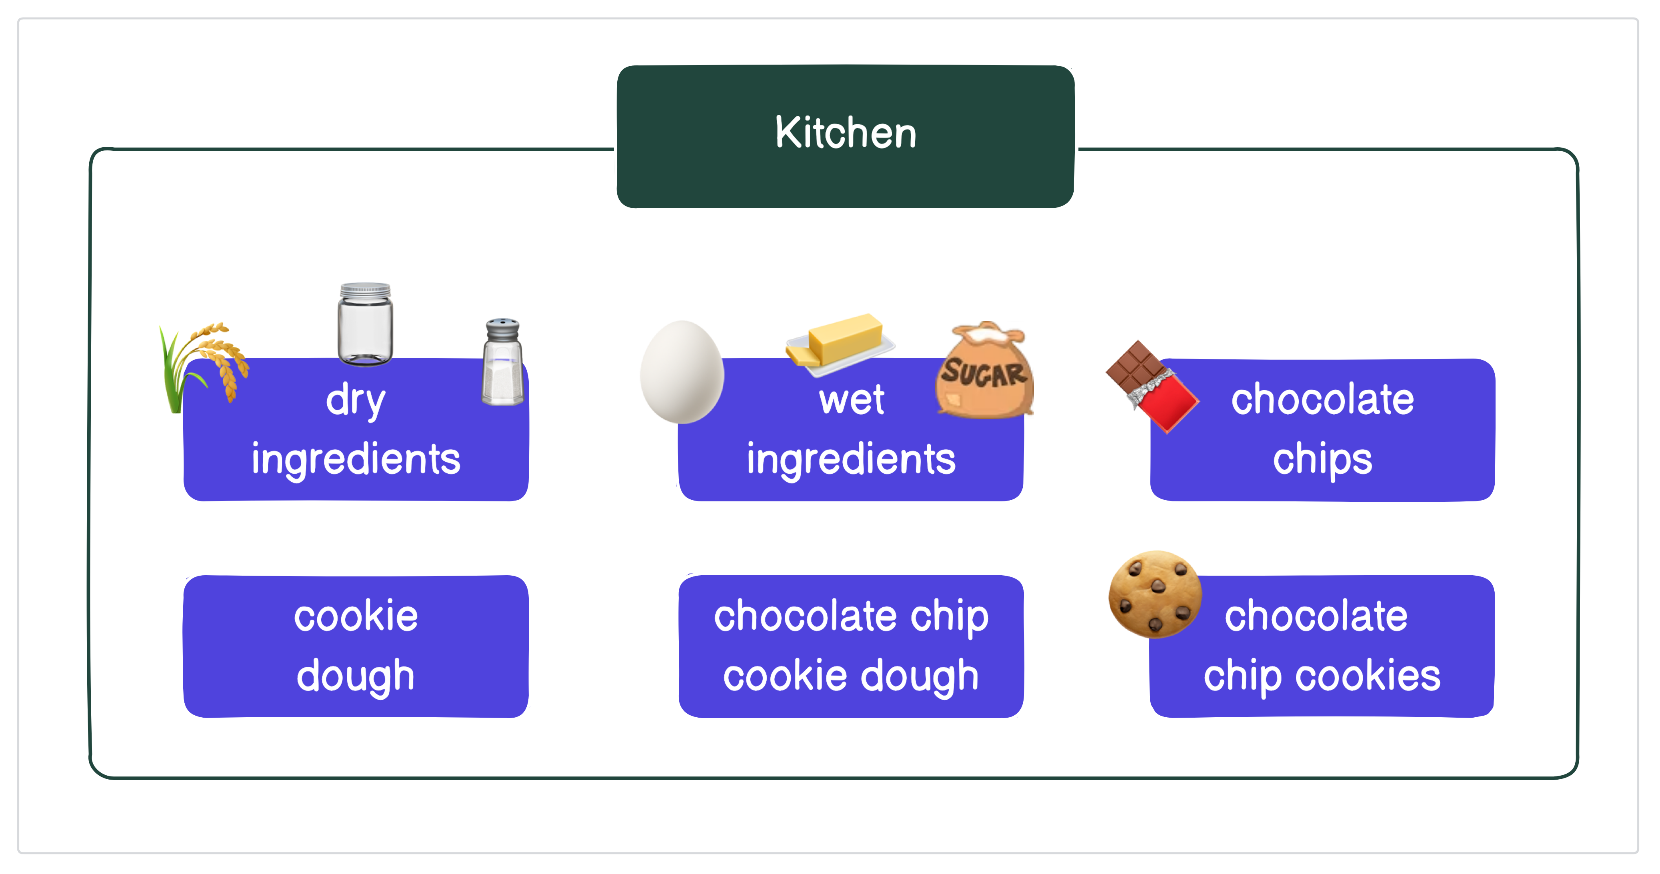 Kitchen
dry
ingredients
wet
ingredients
SUGAR
chocolate
chips
cookie
dough
chocolate chip
cookie dough
chocolate
chip cookies